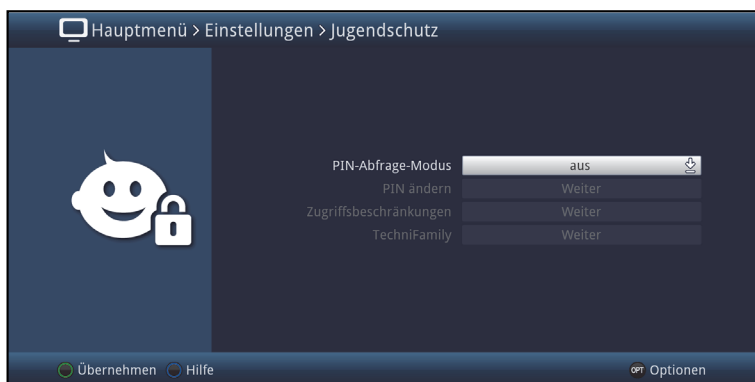 Hauptmenü > Einstellungen > Jugendschutz
PIN-Abfrage-Modus aus
PIN ändern Weiter
Zugriffsbeschränkungen Weiter
TechniFamily Weiter
Übernehmen Hilfe OPT Optionen